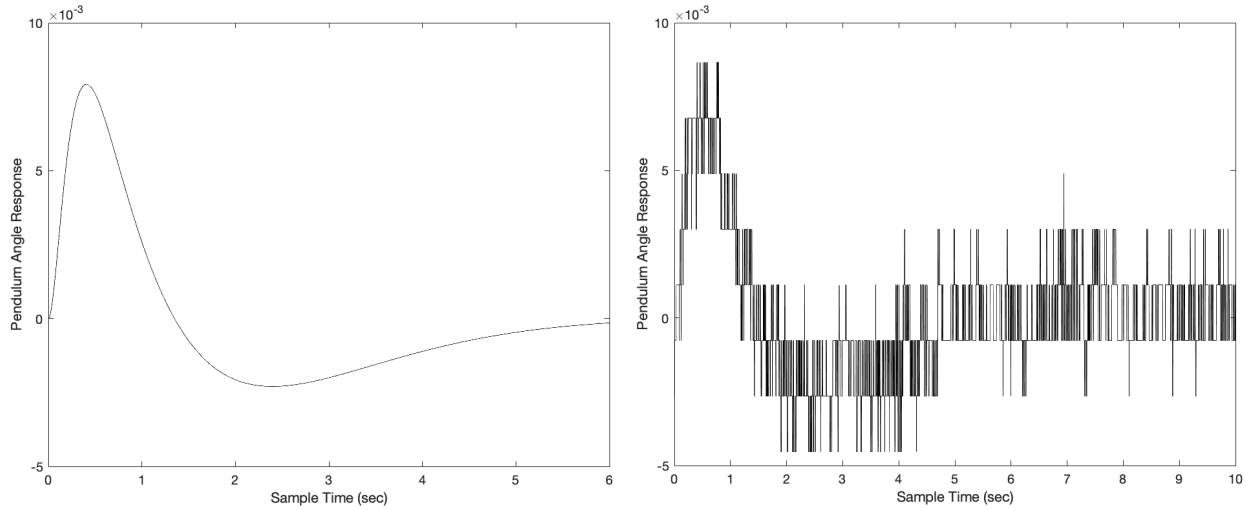 ×10⁻³
10
5
0
-5
Pendulum Angle Response
0 1 2 3 4 5 6
Sample Time (sec)
×10⁻³
10
5
0
-5
Pendulum Angle Response
0 1 2 3 4 5 6 7 8 9 10
Sample Time (sec)